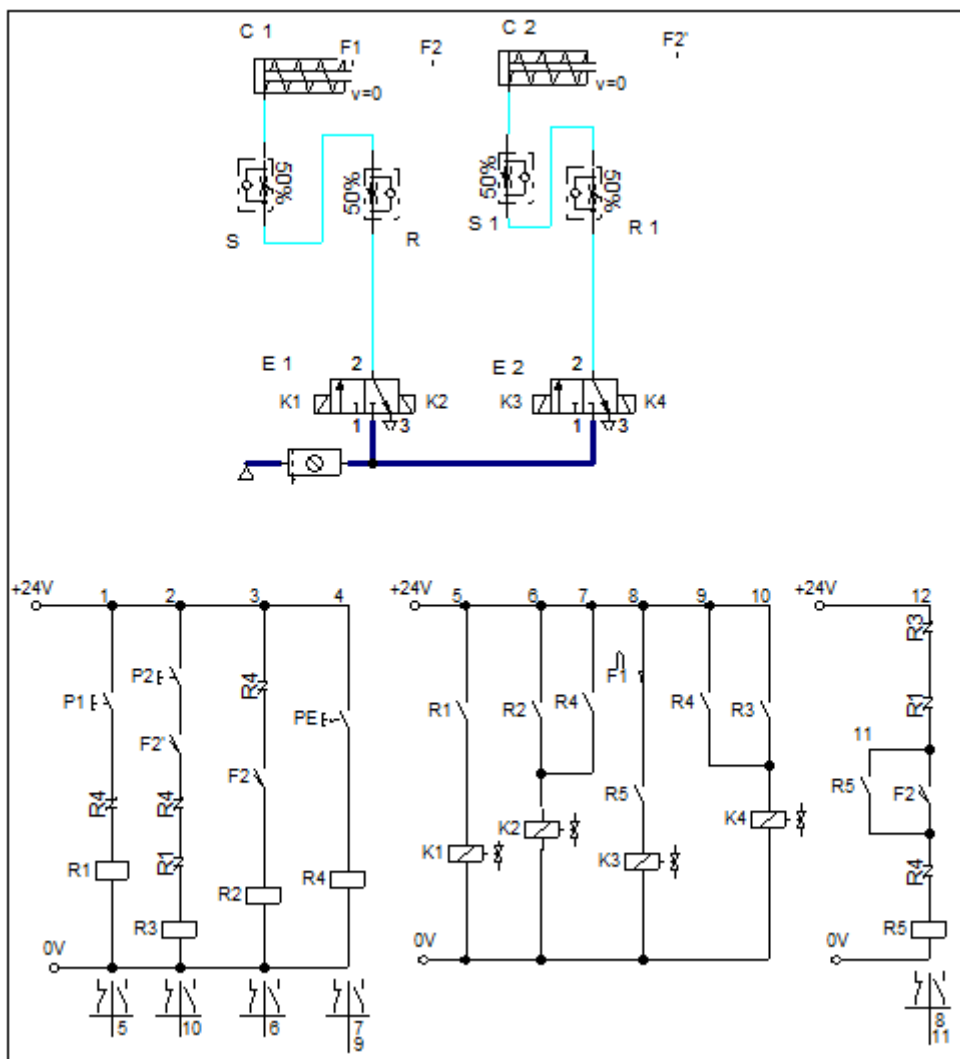 C 1 F1 F2 C 2 F2'
v=0 v=0
50% 50% 50% 50%
S R S 1 R 1
E 1 2 E 2 2
K1 K2 K3 K4
1 3 1 3
+24V 1 2 3 4 +24V 5 6 7 8 9 10 +24V 12
R3
P2 R4 F1
P1 PE R1 R2 R4 R4 R3 R1
F2' 11
F2 R5 R5 F2
R4 R4 K2 K4
R1 R1 R2 R4 K1 K3 R4
R3 R5
0V 0V 0V
5 10 6 7 8
9 11